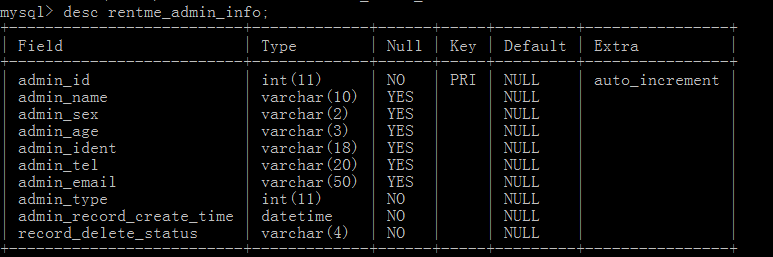 mysql> desc rentme_admin_info;
+--------------------------+-------------+------+-----+---------+----------------+
| Field                    | Type        | Null | Key | Default | Extra          |
+--------------------------+-------------+------+-----+---------+----------------+
| admin_id                 | int(11)     | NO   | PRI | NULL    | auto_increment |
| admin_name               | varchar(10) | YES  |     | NULL    |                |
| admin_sex                | varchar(2)  | YES  |     | NULL    |                |
| admin_age                | varchar(3)  | YES  |     | NULL    |                |
| admin_ident              | varchar(18) | YES  |     | NULL    |                |
| admin_tel                | varchar(20) | YES  |     | NULL    |                |
| admin_email              | varchar(50) | YES  |     | NULL    |                |
| admin_type               | int(11)     | NO   |     | NULL    |                |
| admin_record_create_time | datetime    | NO   |     | NULL    |                |
| record_delete_status     | varchar(4)  | NO   |     | NULL    |                |
+--------------------------+-------------+------+-----+---------+----------------+